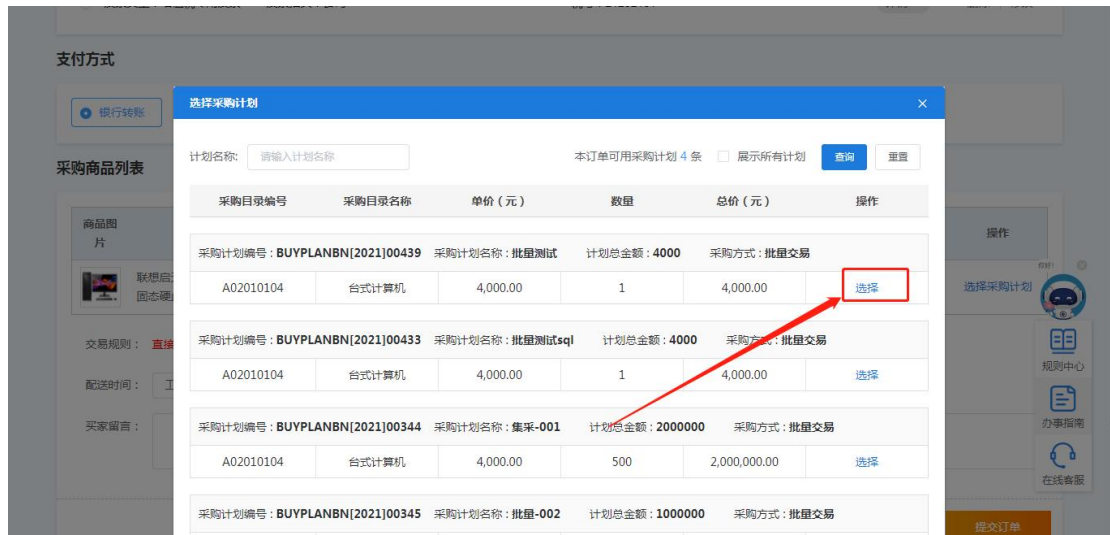 支付方式
银行转账
选择采购计划
计划名称: 请输入计划名称 本订单可用采购计划 4 条 展示所有计划 查询 重置
采购商品列表
采购目录编号 采购目录名称 单价（元） 数量 总价（元） 操作
商品图片
操作
采购计划编号：BUYPLANBN[2021]00439 采购计划名称：批量测试 计划总金额：4000 采购方式：批量交易
A02010104 台式计算机 4,000.00 1 4,000.00 选择
联想启
固态硬
选择采购计划
采购计划编号：BUYPLANBN[2021]00433 采购计划名称：批量测试sql 计划总金额：4000 采购方式：批量交易
A02010104 台式计算机 4,000.00 1 4,000.00 选择
交易规则： 直接
配送时间： 工
买家留言：
采购计划编号：BUYPLANBN[2021]00344 采购计划名称：集采-001 计划总金额：2000000 采购方式：批量交易
A02010104 台式计算机 4,000.00 500 2,000,000.00 选择
采购计划编号：BUYPLANBN[2021]00345 采购计划名称：批量-002 计划总金额：1000000 采购方式：批量交易
规则中心
办事指南
在线客服
提交订单